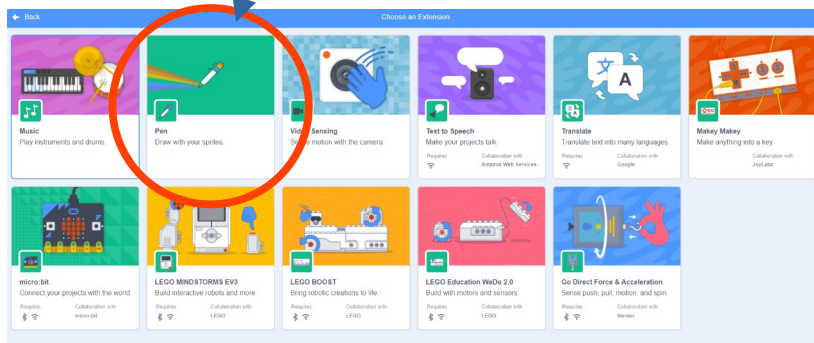 Back
Choose an Extension
Music
Play instruments and drums.
Pen
Draw with your sprites.
Video Sensing
Sense motion with the camera.
Text to Speech
Make your projects talk.
Requires
Collaboration with
Amazon Web Services
Translate
Translate text into many languages.
Requires
Collaboration with
Google
Makey Makey
Make anything into a key.
Collaboration with
JoyLabz
micro:bit
Connect your projects with the world.
Requires
Collaboration with
micro:bit
LEGO MINDSTORMS EV3
Build interactive robots and more.
Requires
Collaboration with
LEGO
LEGO BOOST
Bring robotic creations to life.
Requires
Collaboration with
LEGO
LEGO Education WeDo 2.0
Build with motors and sensors.
Requires
Collaboration with
LEGO
Go Direct Force & Acceleration
Sense push, pull, motion, and spin.
Requires
Collaboration with
Vernier